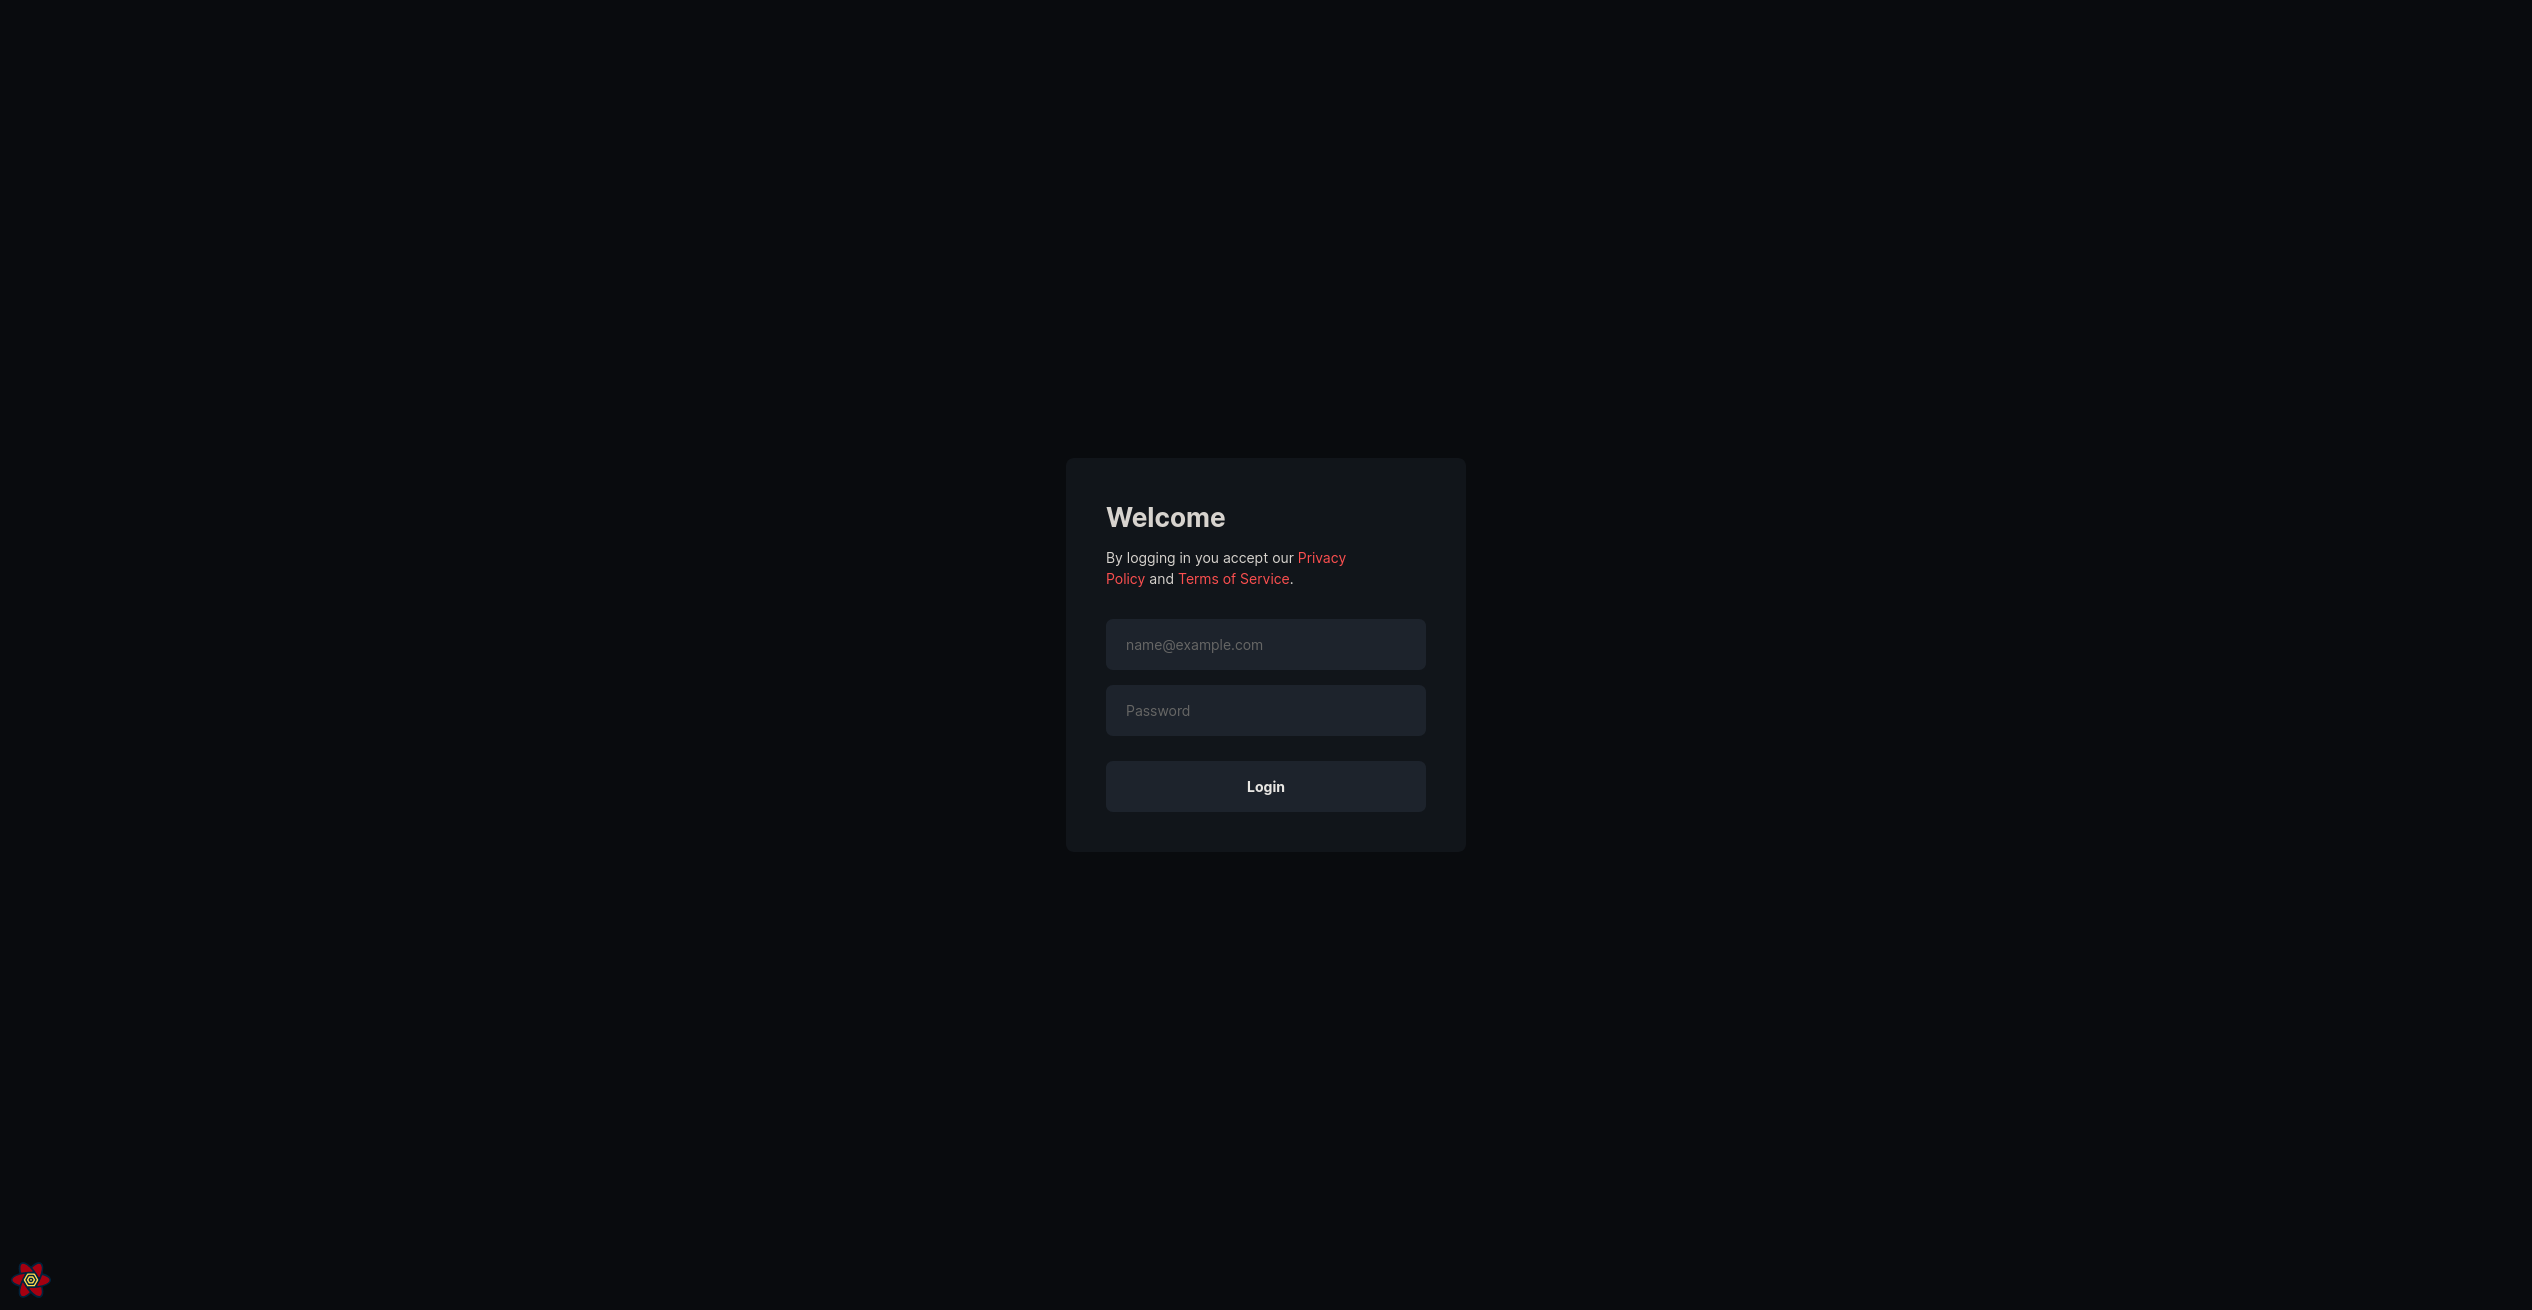 Welcome
By logging in you accept our Privacy
Policy and Terms of Service.
name@example.com
Password
Login